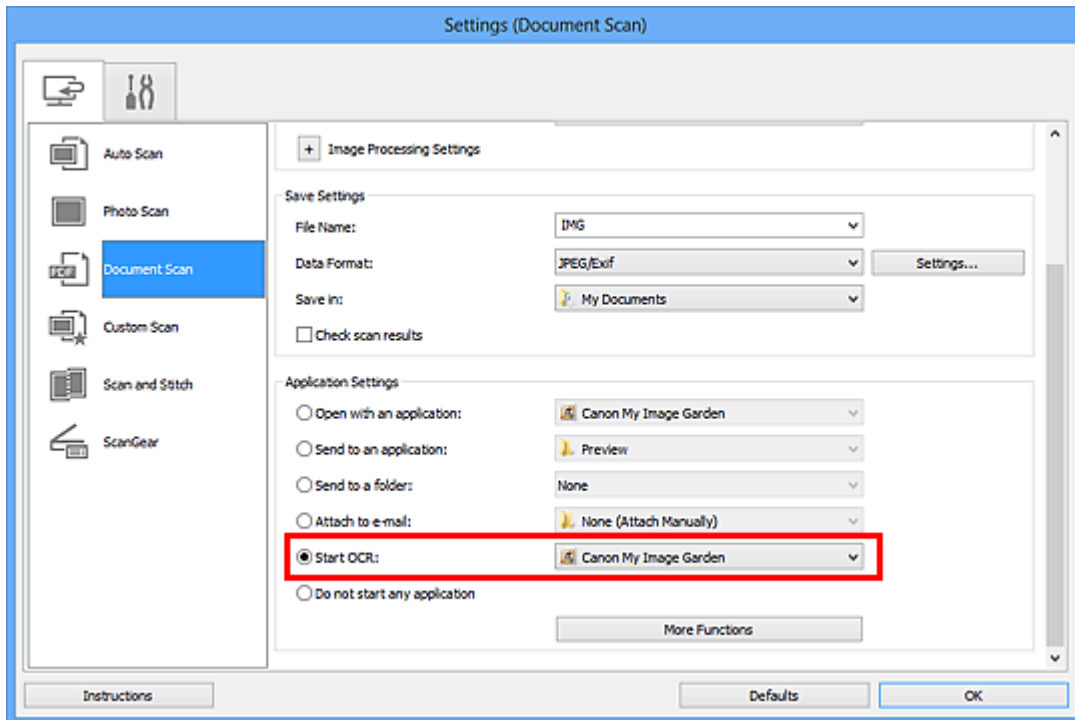 Settings (Document Scan)
Auto Scan
Photo Scan
Document Scan
Custom Scan
Scan and Stitch
ScanGear
+ Image Processing Settings
Save Settings
File Name: IMG
Data Format: JPEG/Exif Settings...
Save in: My Documents
Check scan results
Application Settings
Open with an application: Canon My Image Garden
Send to an application: Preview
Send to a folder: None
Attach to e-mail: None (Attach Manually)
Start OCR: Canon My Image Garden
Do not start any application
More Functions
Instructions Defaults OK